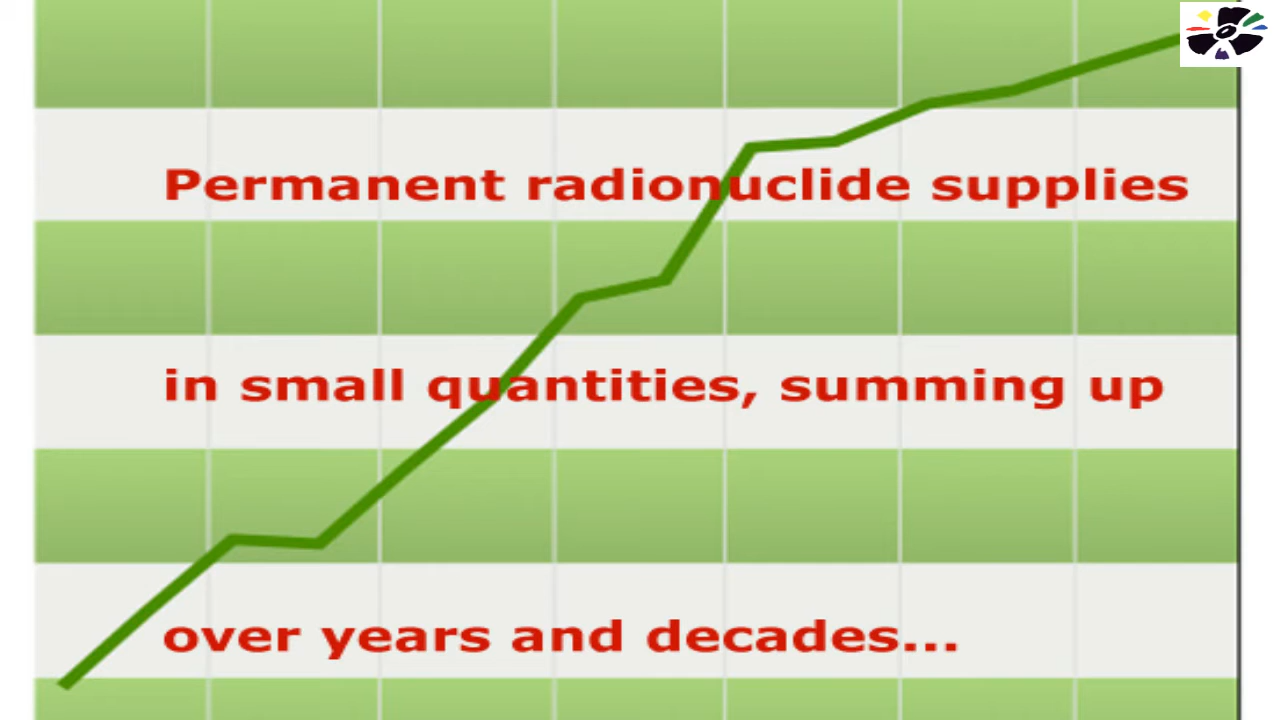 Permanent radionuclide supplies
in small quantities, summing up
over years and decades...